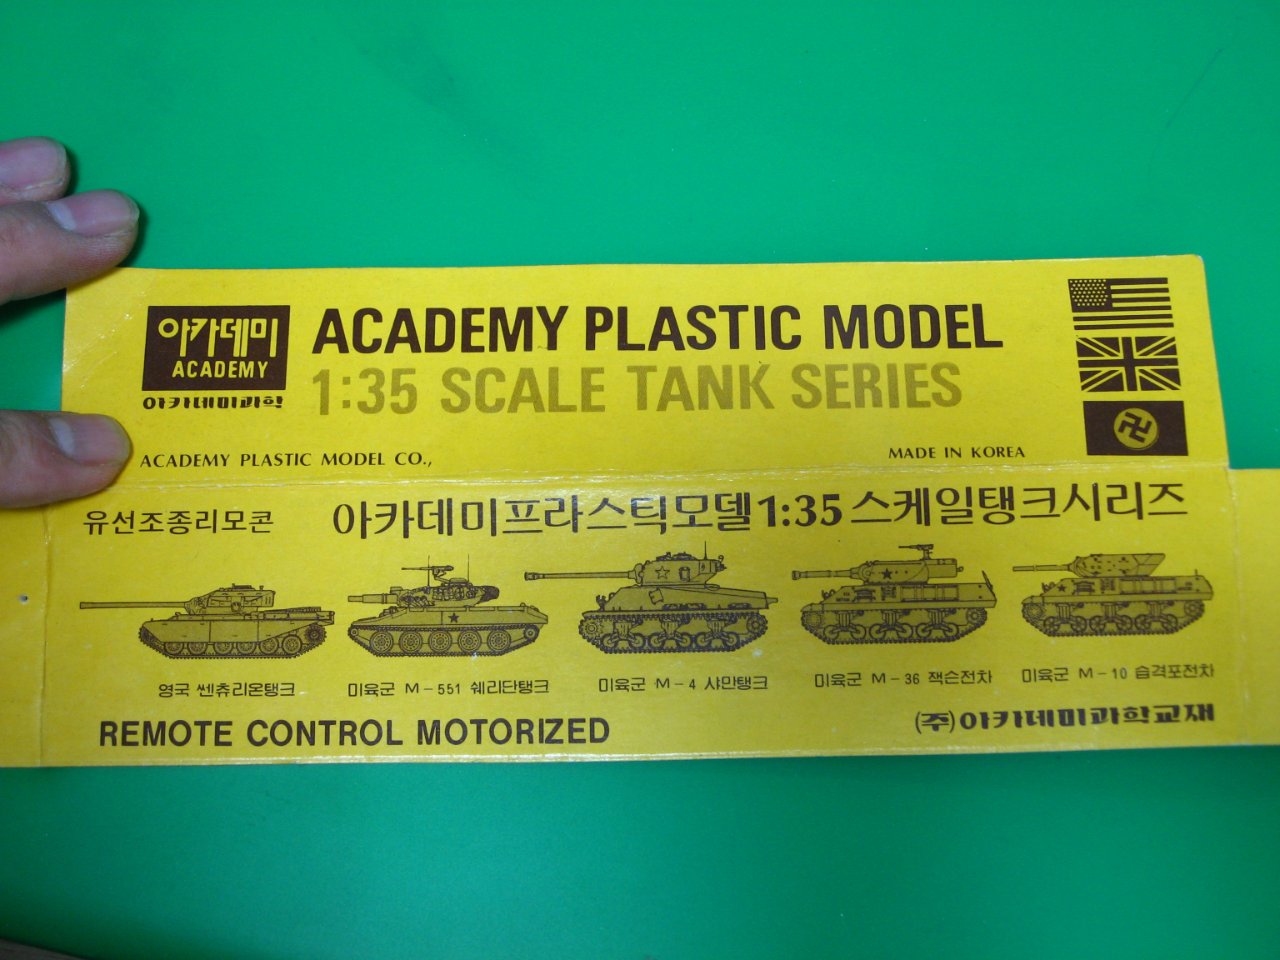 아카데미
ACADEMY
아카데미과학
ACADEMY PLASTIC MODEL
1:35 SCALE TANK SERIES
ACADEMY PLASTIC MODEL CO.,
MADE IN KOREA
유선조종리모콘
아카데미프라스틱모델1:35스케일탱크시리즈
영국 쎈츄리온탱크
미육군 M-551 쉐리단탱크
미육군 M-4 샤만탱크
미육군 M-36 잭슨전차
미육군 M-10 습격포전차
REMOTE CONTROL MOTORIZED
(주)아카데미과학교재